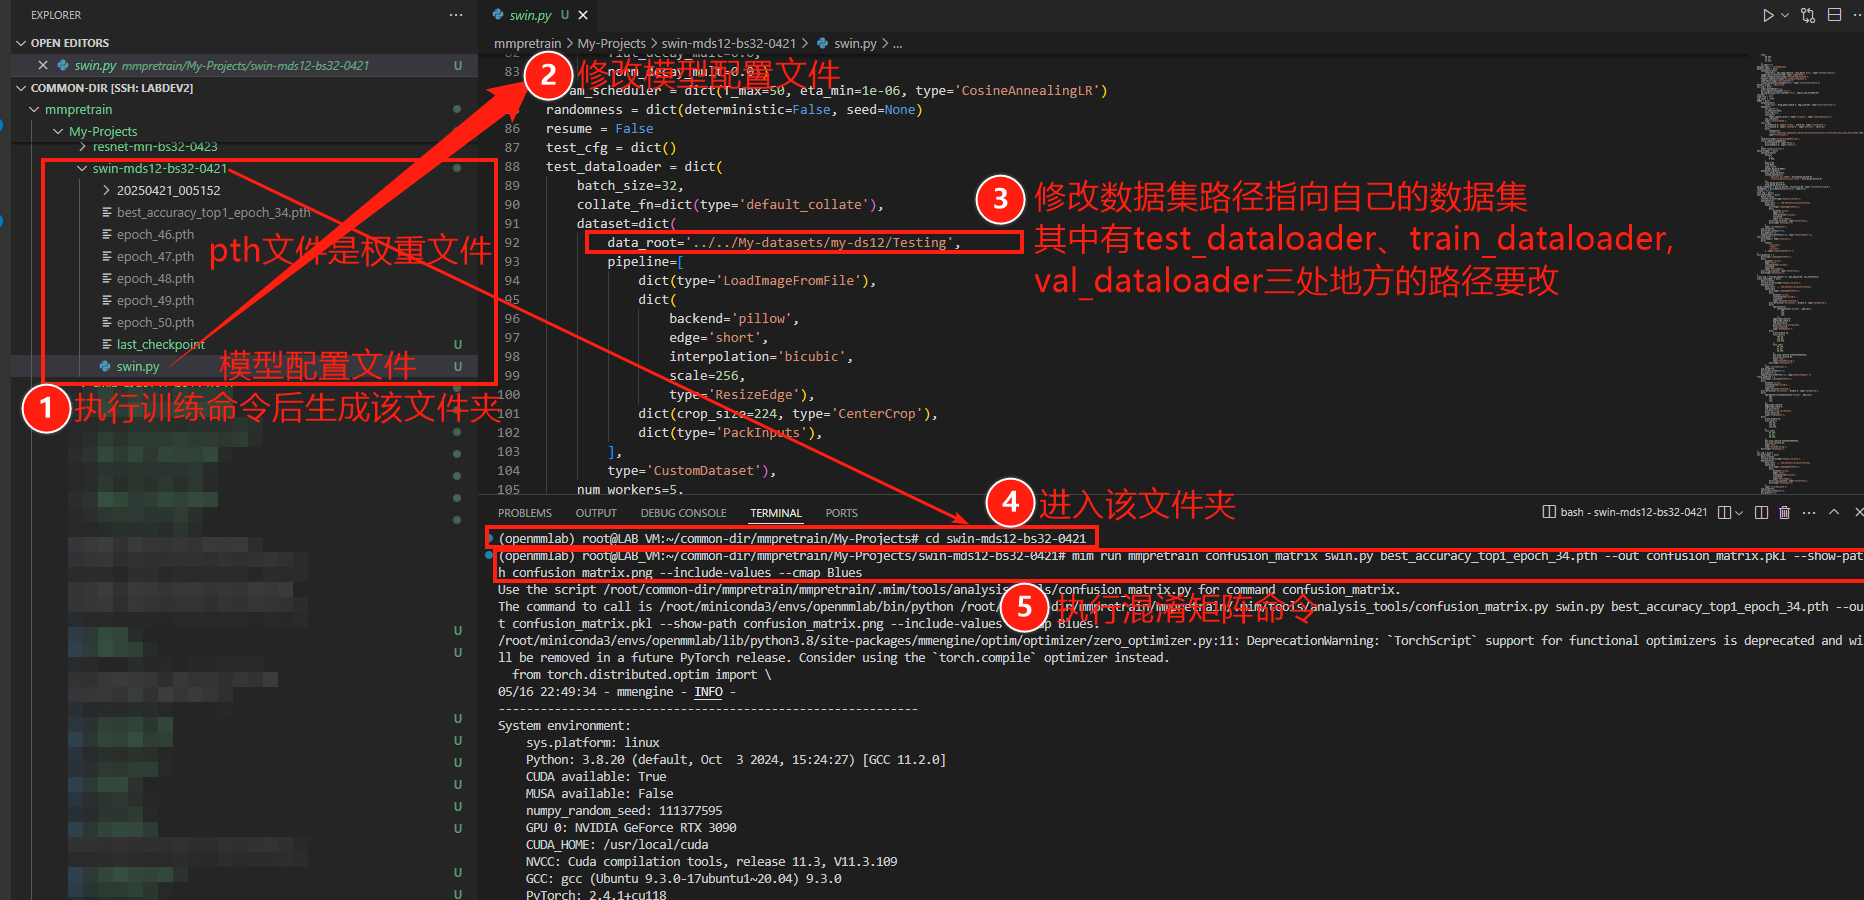 EXPLORER
OPEN EDITORS
swin.py mmpretrain/My-Projects/swin-mds12-bs32-0421 U
COMMON-DIR [SSH: LABDEV2]
mmpretrain
My-Projects
resnet-mri-bs32-0423
swin-mds12-bs32-0421
20250421_005152
best_accuracy_top1_epoch_34.pth
epoch_46.pth
epoch_47.pth
pth文件是权重文件
epoch_48.pth
epoch_49.pth
epoch_50.pth
last_checkpoint U
swin.py U
模型配置文件
1 执行训练命令后生成该文件夹
U
U
U
U
U
U
U
U
U
U
swin.py U
mmpretrain > My-Projects > swin-mds12-bs32-0421 > swin.py > ...
2 修改模型配置文件
83 norm_decay_mult=0.0)
_scheduler = dict(T_max=50, eta_min=1e-06, type='CosineAnnealingLR')
randomness = dict(deterministic=False, seed=None)
86 resume = False
87 test_cfg = dict()
88 test_dataloader = dict(
89 batch_size=32,
90 collate_fn=dict(type='default_collate'),
91 dataset=dict(
92 data_root='../../My-datasets/my-ds12/Testing',
93 pipeline=[
94 dict(type='LoadImageFromFile'),
95 dict(
96 backend='pillow',
97 edge='short',
98 interpolation='bicubic',
99 scale=256,
100 type='ResizeEdge'),
101 dict(crop_size=224, type='CenterCrop'),
102 dict(type='PackInputs'),
103 ],
104 type='CustomDataset'),
105 num_workers=5,
3 修改数据集路径指向自己的数据集
其中有test_dataloader、train_dataloader,
val_dataloader三处地方的路径要改
4 进入该文件夹
PROBLEMS OUTPUT DEBUG CONSOLE TERMINAL PORTS
bash - swin-mds12-bs32-0421
(openmmlab) root@LAB_VM:~/common-dir/mmpretrain/My-Projects# cd swin-mds12-bs32-0421
(openmmlab) root@LAB_VM:~/common-dir/mmpretrain/My-Projects/swin-mds12-bs32-0421# mim run mmpretrain confusion_matrix swin.py best_accuracy_top1_epoch_34.pth --out confusion_matrix.pkl --show-pat
h confusion_matrix.png --include-values --cmap Blues
5 执行混淆矩阵命令
Use the script /root/common-dir/mmpretrain/mmpretrain/.mim/tools/analysis_tools/confusion_matrix.py for command confusion_matrix.
The command to call is /root/miniconda3/envs/openmmlab/bin/python /root/common-dir/mmpretrain/mmpretrain/.mim/tools/analysis_tools/confusion_matrix.py swin.py best_accuracy_top1_epoch_34.pth --ou
t confusion_matrix.pkl --show-path confusion_matrix.png --include-values --cmap Blues.
/root/miniconda3/envs/openmmlab/lib/python3.8/site-packages/mmengine/optim/optimizer/zero_optimizer.py:11: DeprecationWarning: `TorchScript` support for functional optimizers is deprecated and wi
ll be removed in a future PyTorch release. Consider using the `torch.compile` optimizer instead.
from torch.distributed.optim import \
05/16 22:49:34 - mmengine - INFO -
------------------------------------------------------------
System environment:
sys.platform: linux
Python: 3.8.20 (default, Oct  3 2024, 15:24:27) [GCC 11.2.0]
CUDA available: True
MUSA available: False
numpy_random_seed: 111377595
GPU 0: NVIDIA GeForce RTX 3090
CUDA_HOME: /usr/local/cuda
NVCC: Cuda compilation tools, release 11.3, V11.3.109
GCC: gcc (Ubuntu 9.3.0-17ubuntu1~20.04) 9.3.0
PyTorch: 2.4.1+cu118